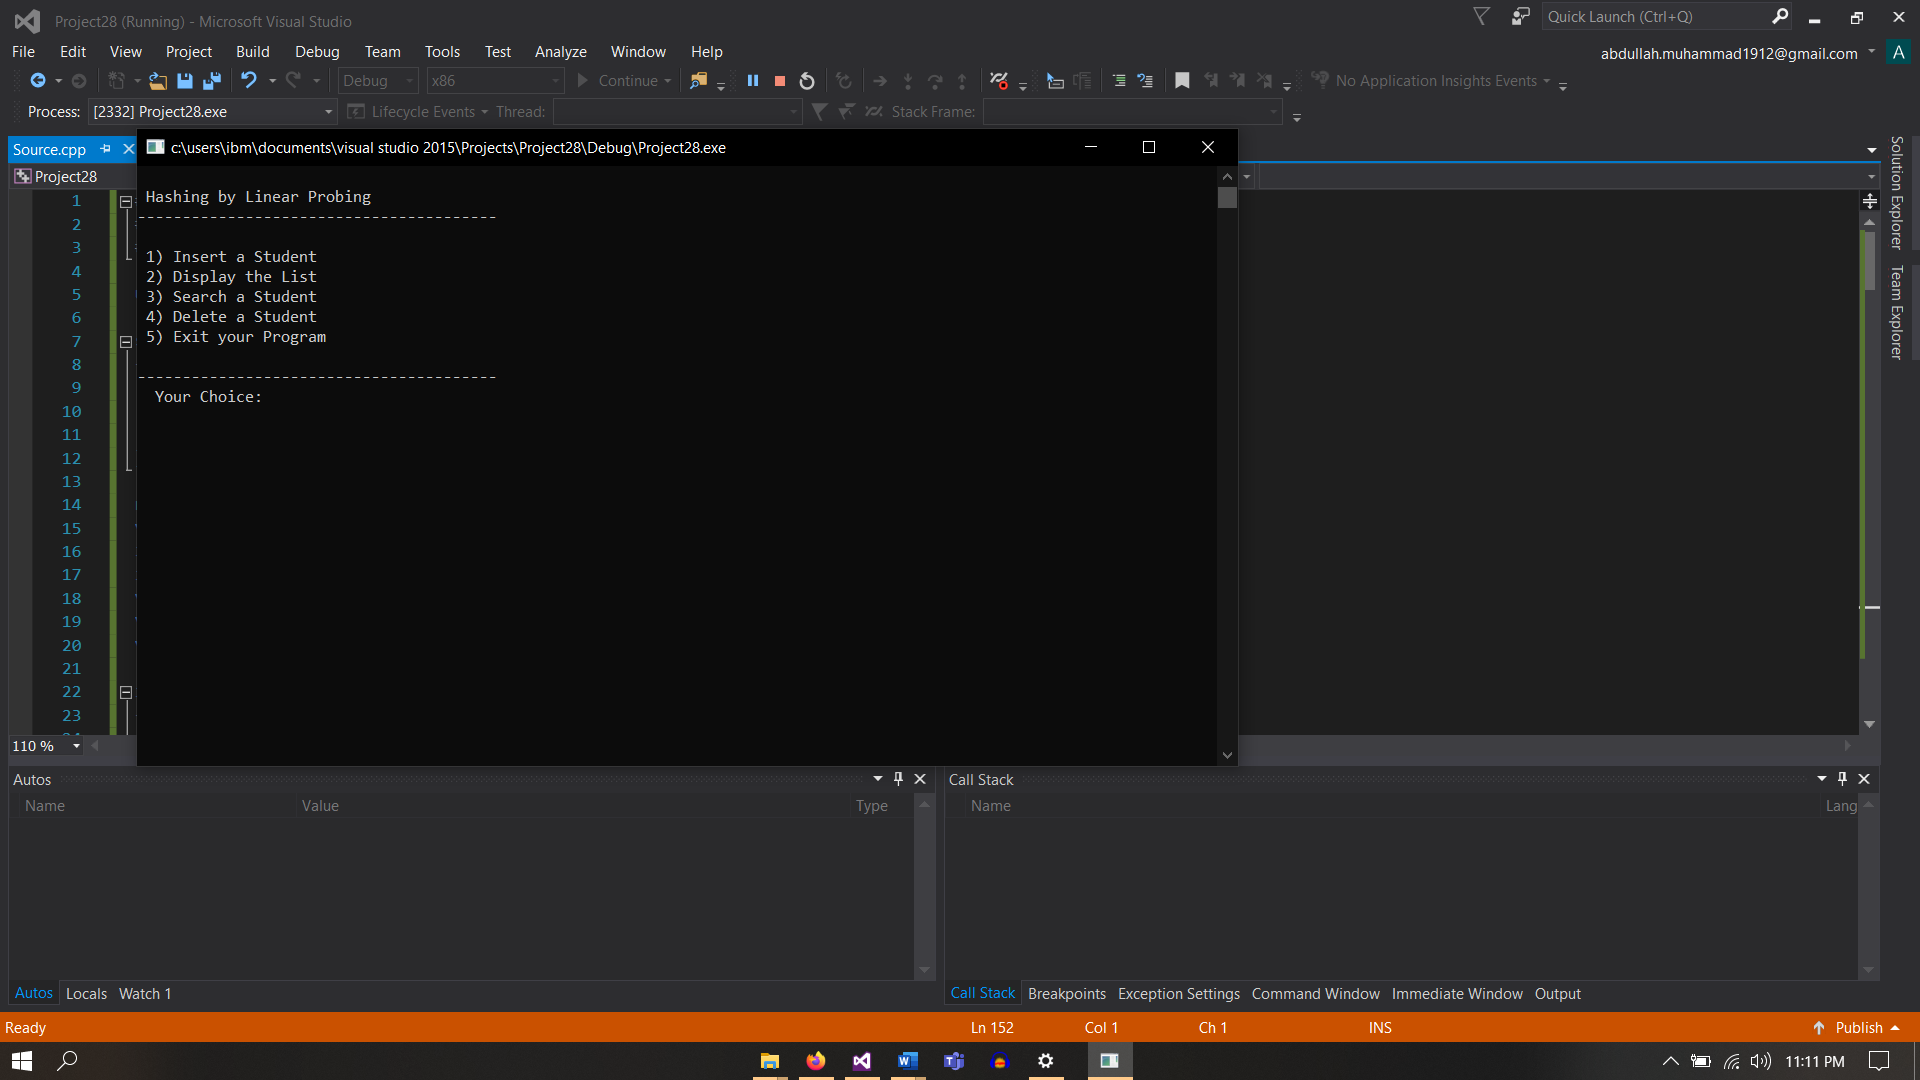 Project28 (Running) - Microsoft Visual Studio
Quick Launch (Ctrl+Q)
File Edit View Project Build Debug Team Tools Test Analyze Window Help
abdullah.muhammad1912@gmail.com A
Debug x86 Continue No Application Insights Events
Process: [2332] Project28.exe Lifecycle Events Thread: Stack Frame:
Source.cpp
c:\users\ibm\documents\visual studio 2015\Projects\Project28\Debug\Project28.exe
Project28
Hashing by Linear Probing
----------------------------------------
1) Insert a Student
2) Display the List
3) Search a Student
4) Delete a Student
5) Exit your Program
----------------------------------------
Your Choice:
1
2
3
4
5
6
7
8
9
10
11
12
13
14
15
16
17
18
19
20
21
22
23
Solution Explorer
Team Explorer
110 %
Autos
Name Value Type
Call Stack
Name Lang
Autos Locals Watch 1
Call Stack Breakpoints Exception Settings Command Window Immediate Window Output
Ready Ln 152 Col 1 Ch 1 INS Publish
11:11 PM